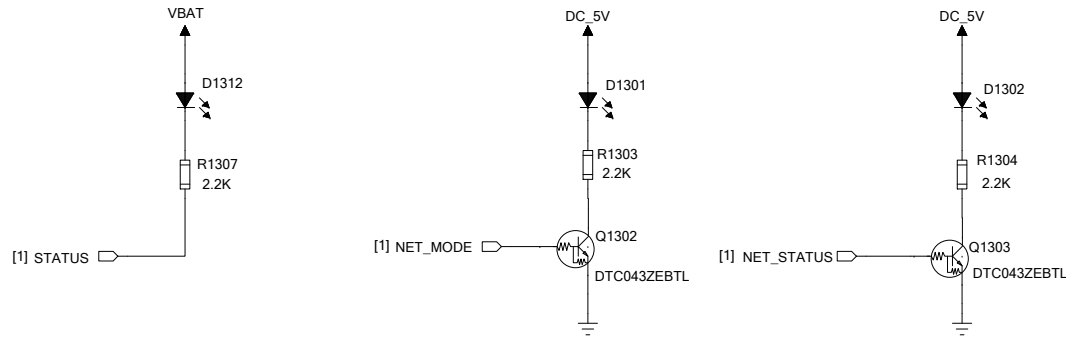 VBAT
D1312
R1307
2.2K
[1] STATUS
DC_5V
D1301
R1303
2.2K
[1] NET_MODE
Q1302
DTC043ZEBTL
DC_5V
D1302
R1304
2.2K
[1] NET_STATUS
Q1303
DTC043ZEBTL